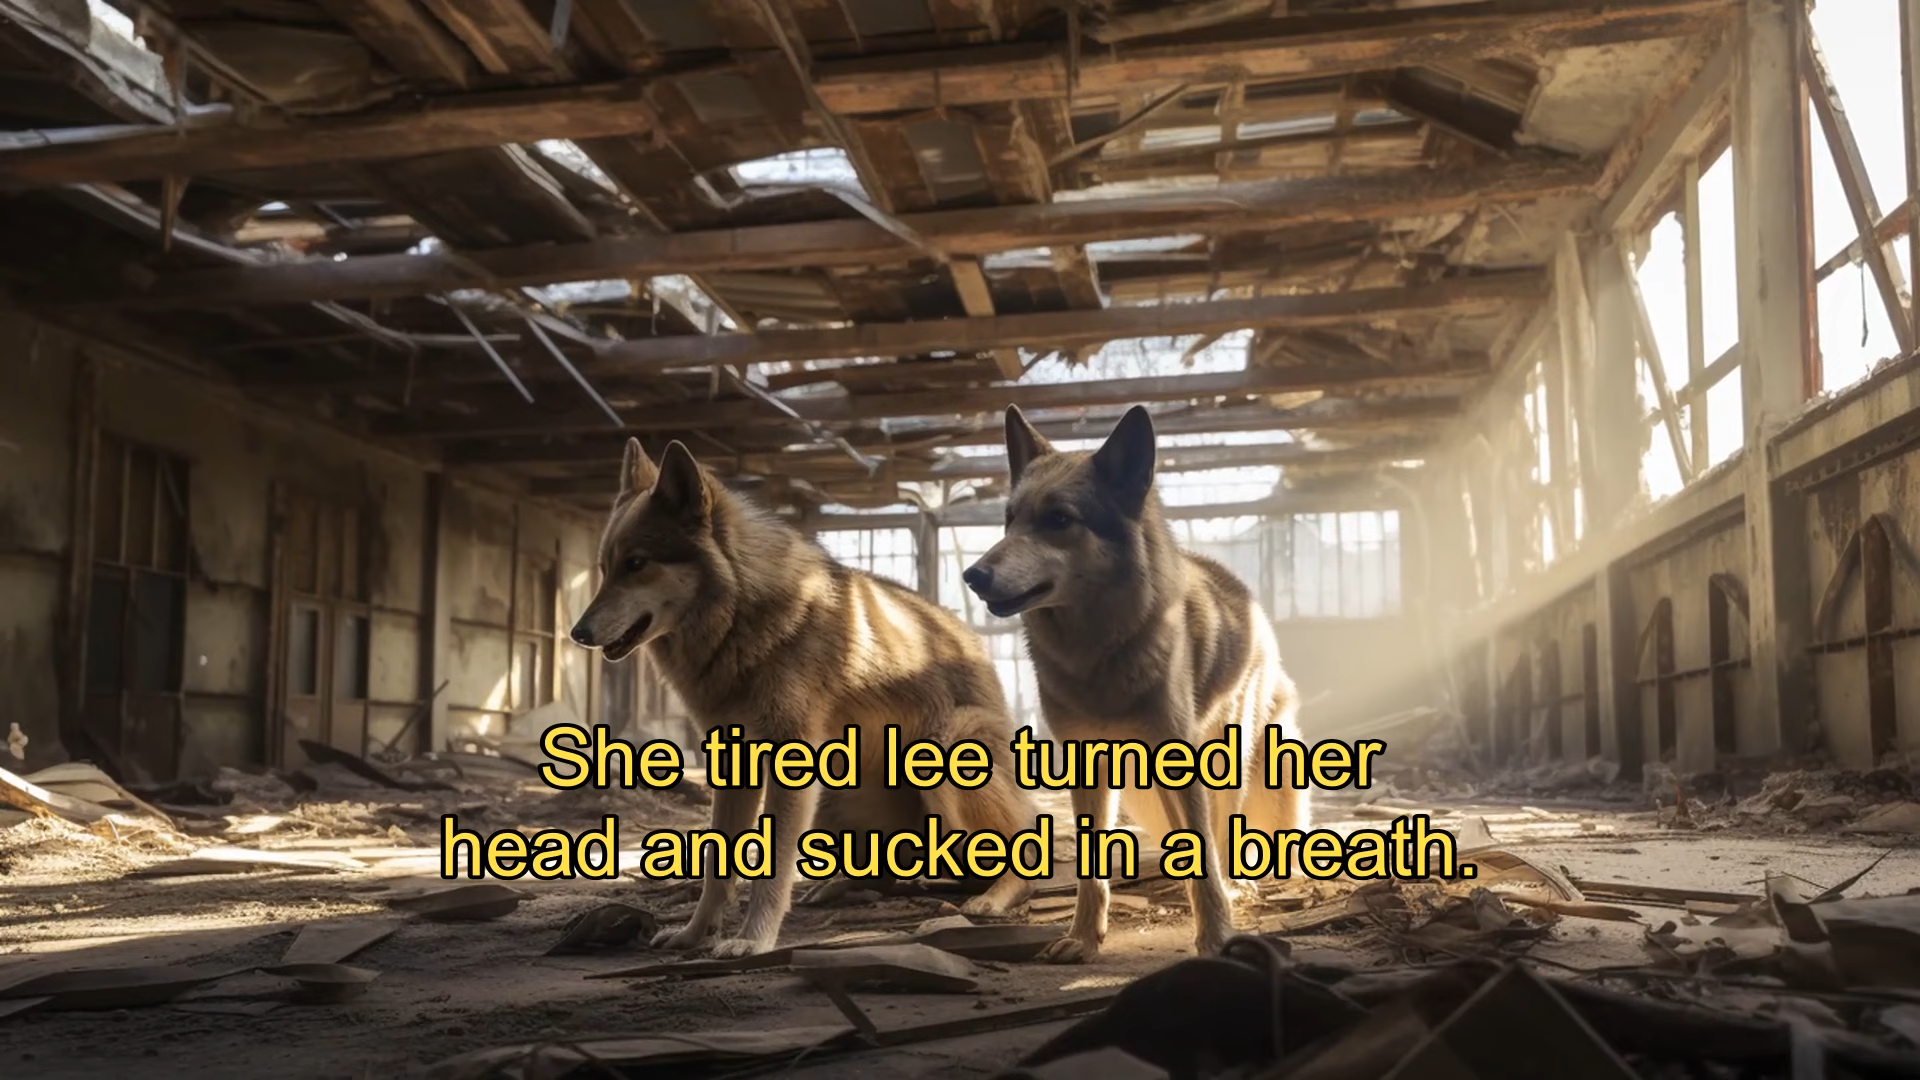 She tired lee turned her
head and sucked in a breath.